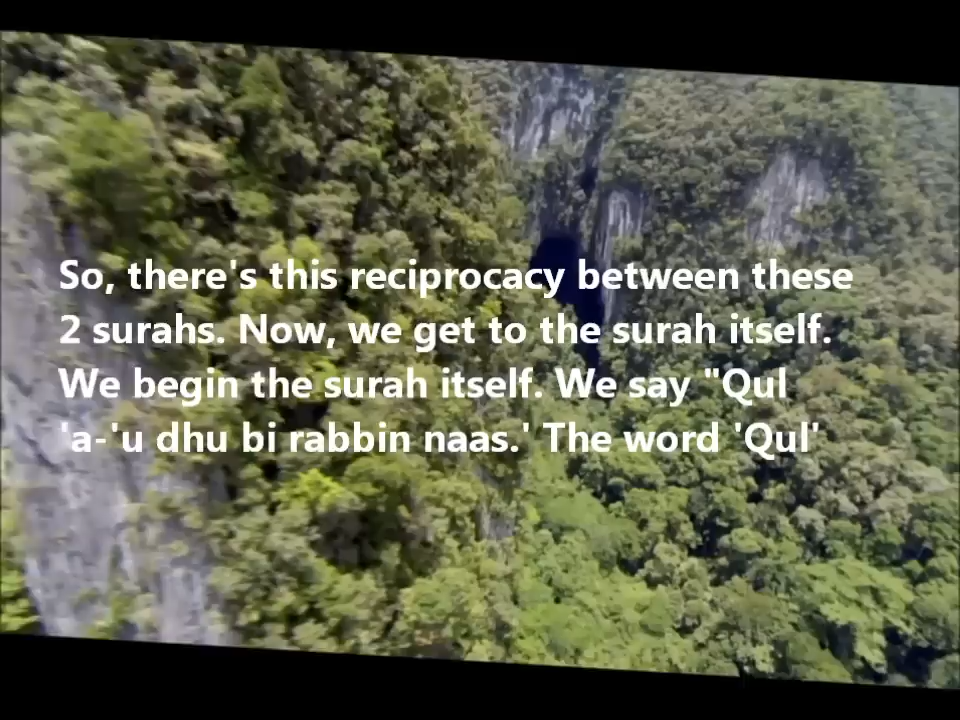 So, there's this reciprocacy between these
2 surahs. Now, we get to the surah itself.
We begin the surah itself. We say "Qul
'a-'u dhu bi rabbin naas.' The word 'Qul'